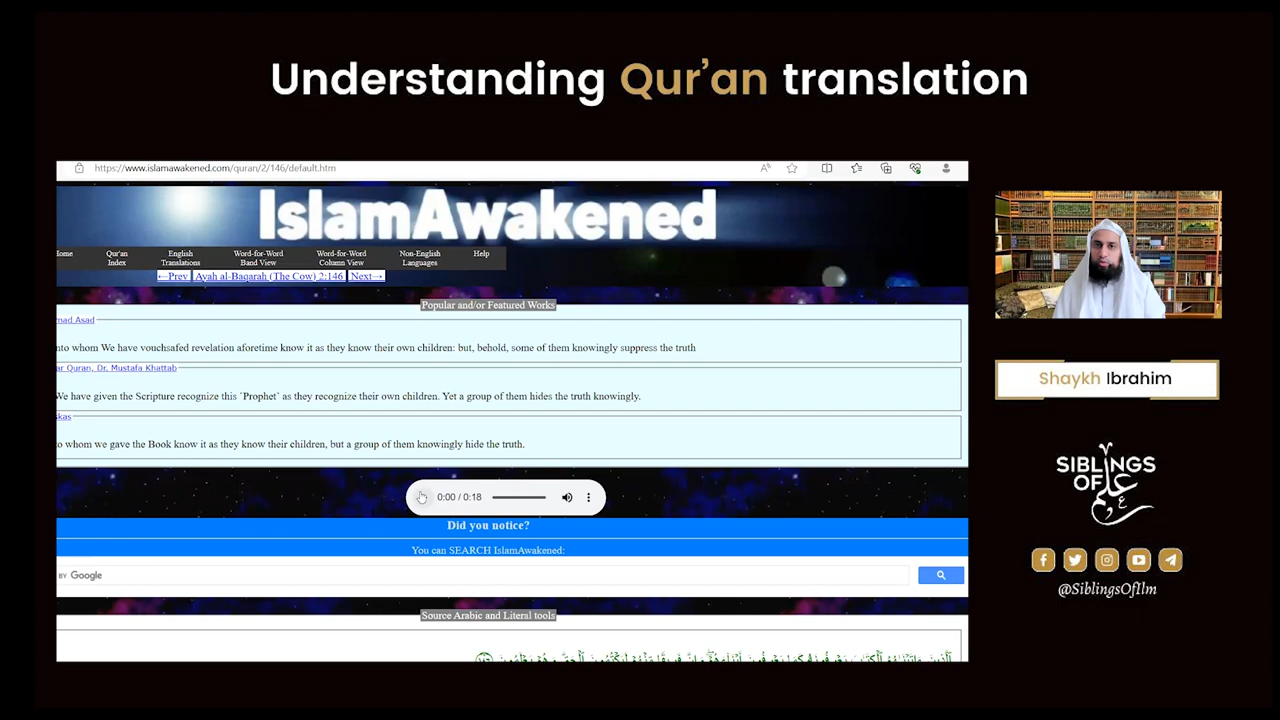 Understanding Qur'an translation
https://www.islamawakened.com/quran/2/146/default.htm
IslamAwakened
ome
Qur'an Index
English Translations
Word-for-Word Band View
Word-for-Word Column View
Non-English Languages
Help
←Prev Ayah al-Baqarah (The Cow) 2:146 Next→
Popular and/or Featured Works
mad Asad
nto whom We have vouchsafed revelation aforetime know it as they know their own children: but, behold, some of them knowingly suppress the truth
ar Quran, Dr. Mustafa Khattab
We have given the Scripture recognize this ˹Prophet˺ as they recognize their own children. Yet a group of them hides the truth knowingly.
kas
o whom we gave the Book know it as they know their children, but a group of them knowingly hide the truth.
0:00 / 0:18
Did you notice?
You can SEARCH IslamAwakened:
BY Google
Source Arabic and Literal tools
Shaykh Ibrahim
SIBLINGS
OF علم
@SiblingsOfIlm